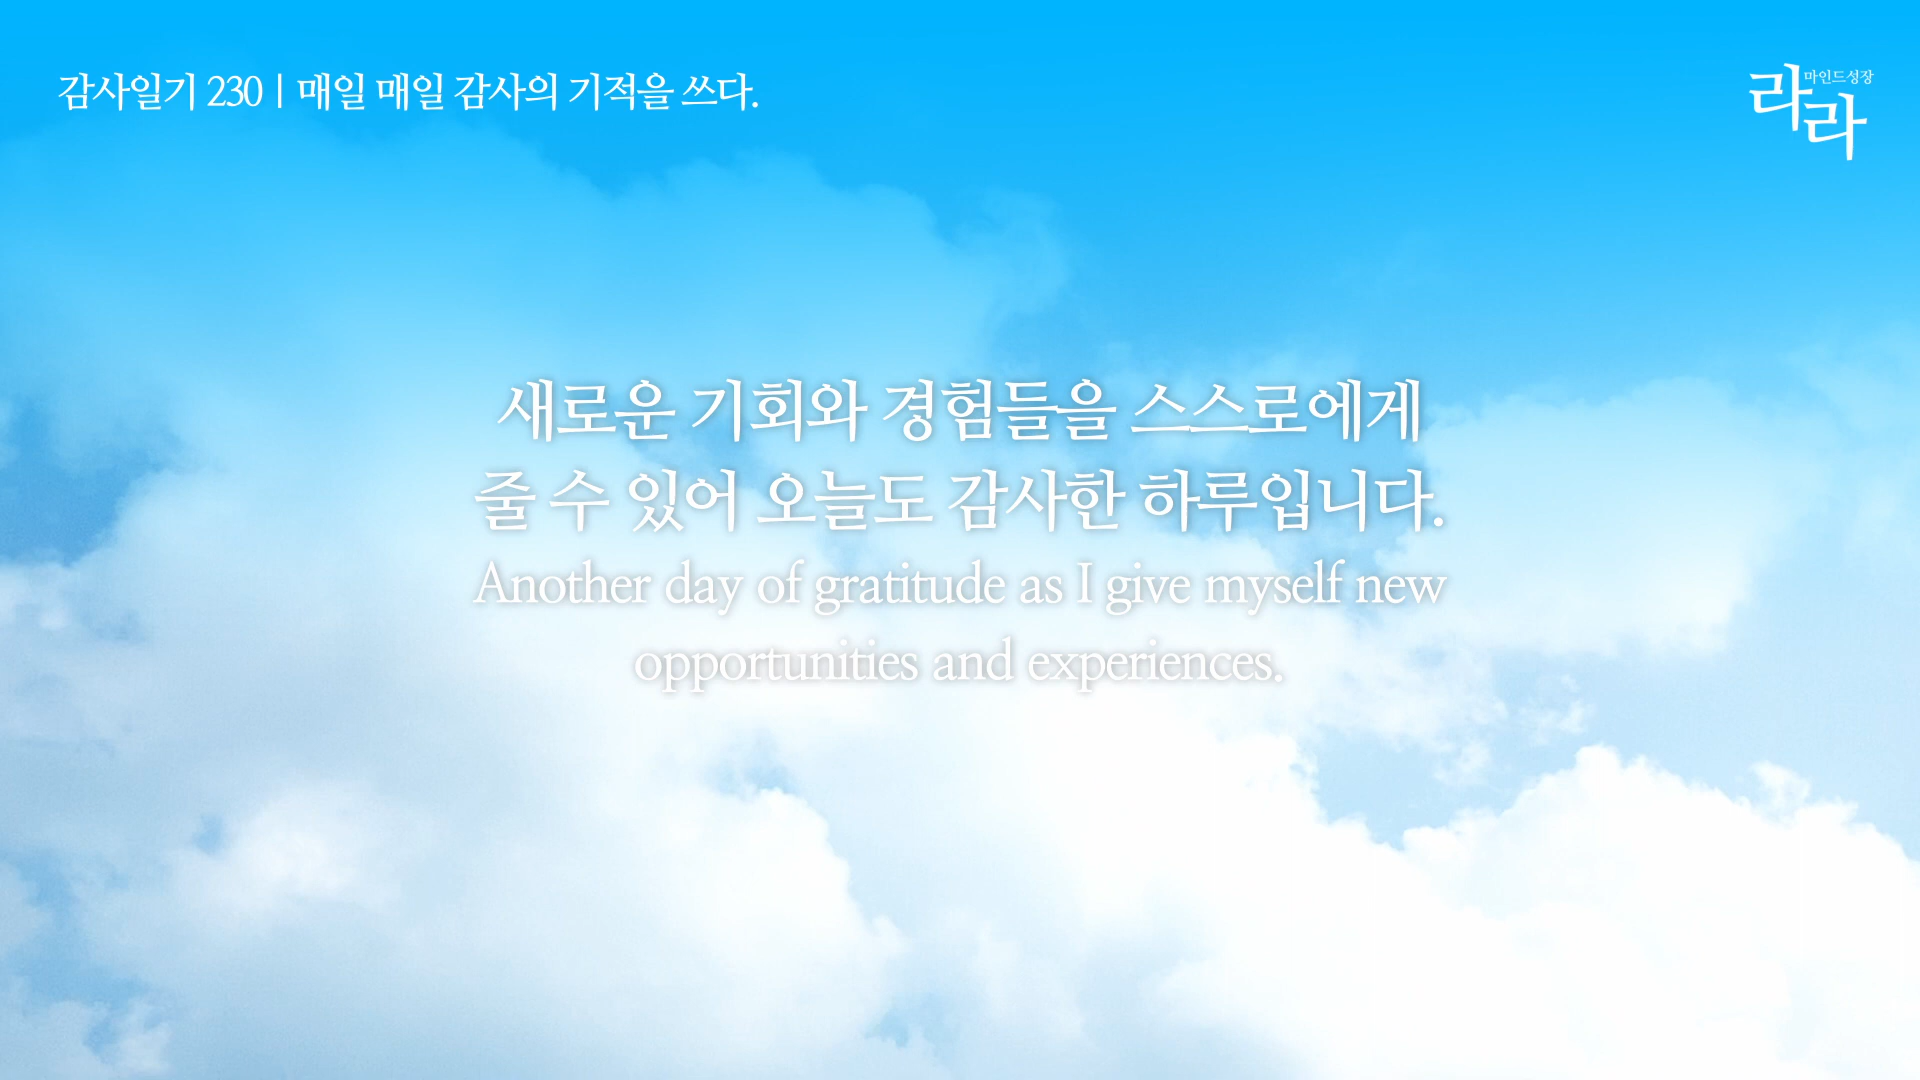 감사일기 230 | 매일 매일 감사의 기적을 쓰다.
마인드성장
라라
새로운 기회와 경험들을 스스로에게
줄 수 있어 오늘도 감사한 하루입니다.
Another day of gratitude as I give myself new
opportunities and experiences.